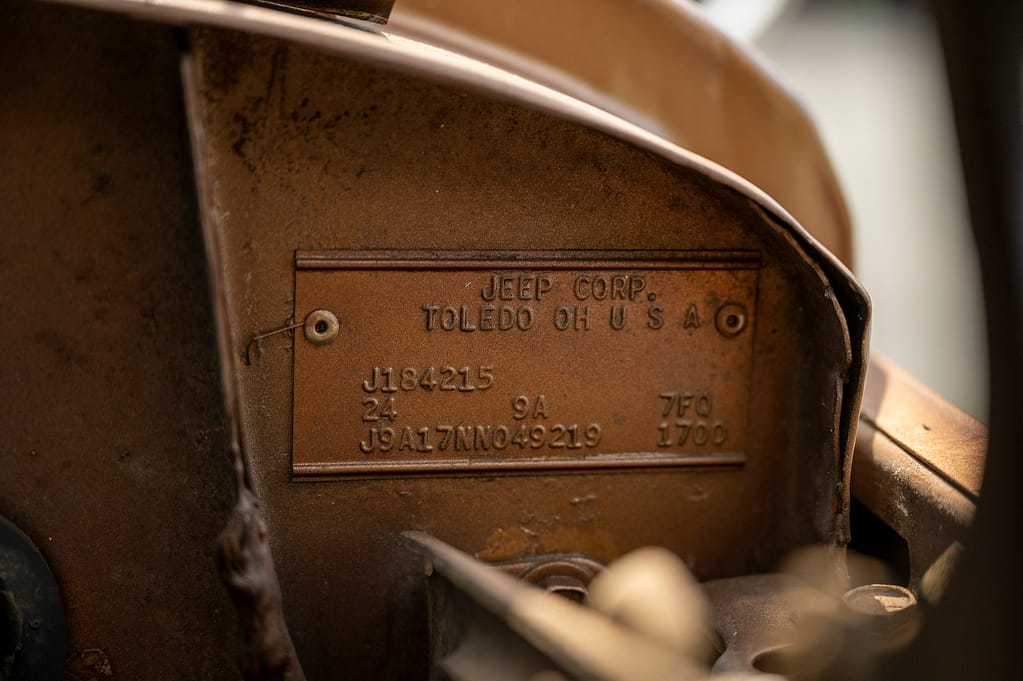 JEEP CORP.
TOLEDO OH U S A
J184215
24 9A 7FQ
J9A17NN049219 1700